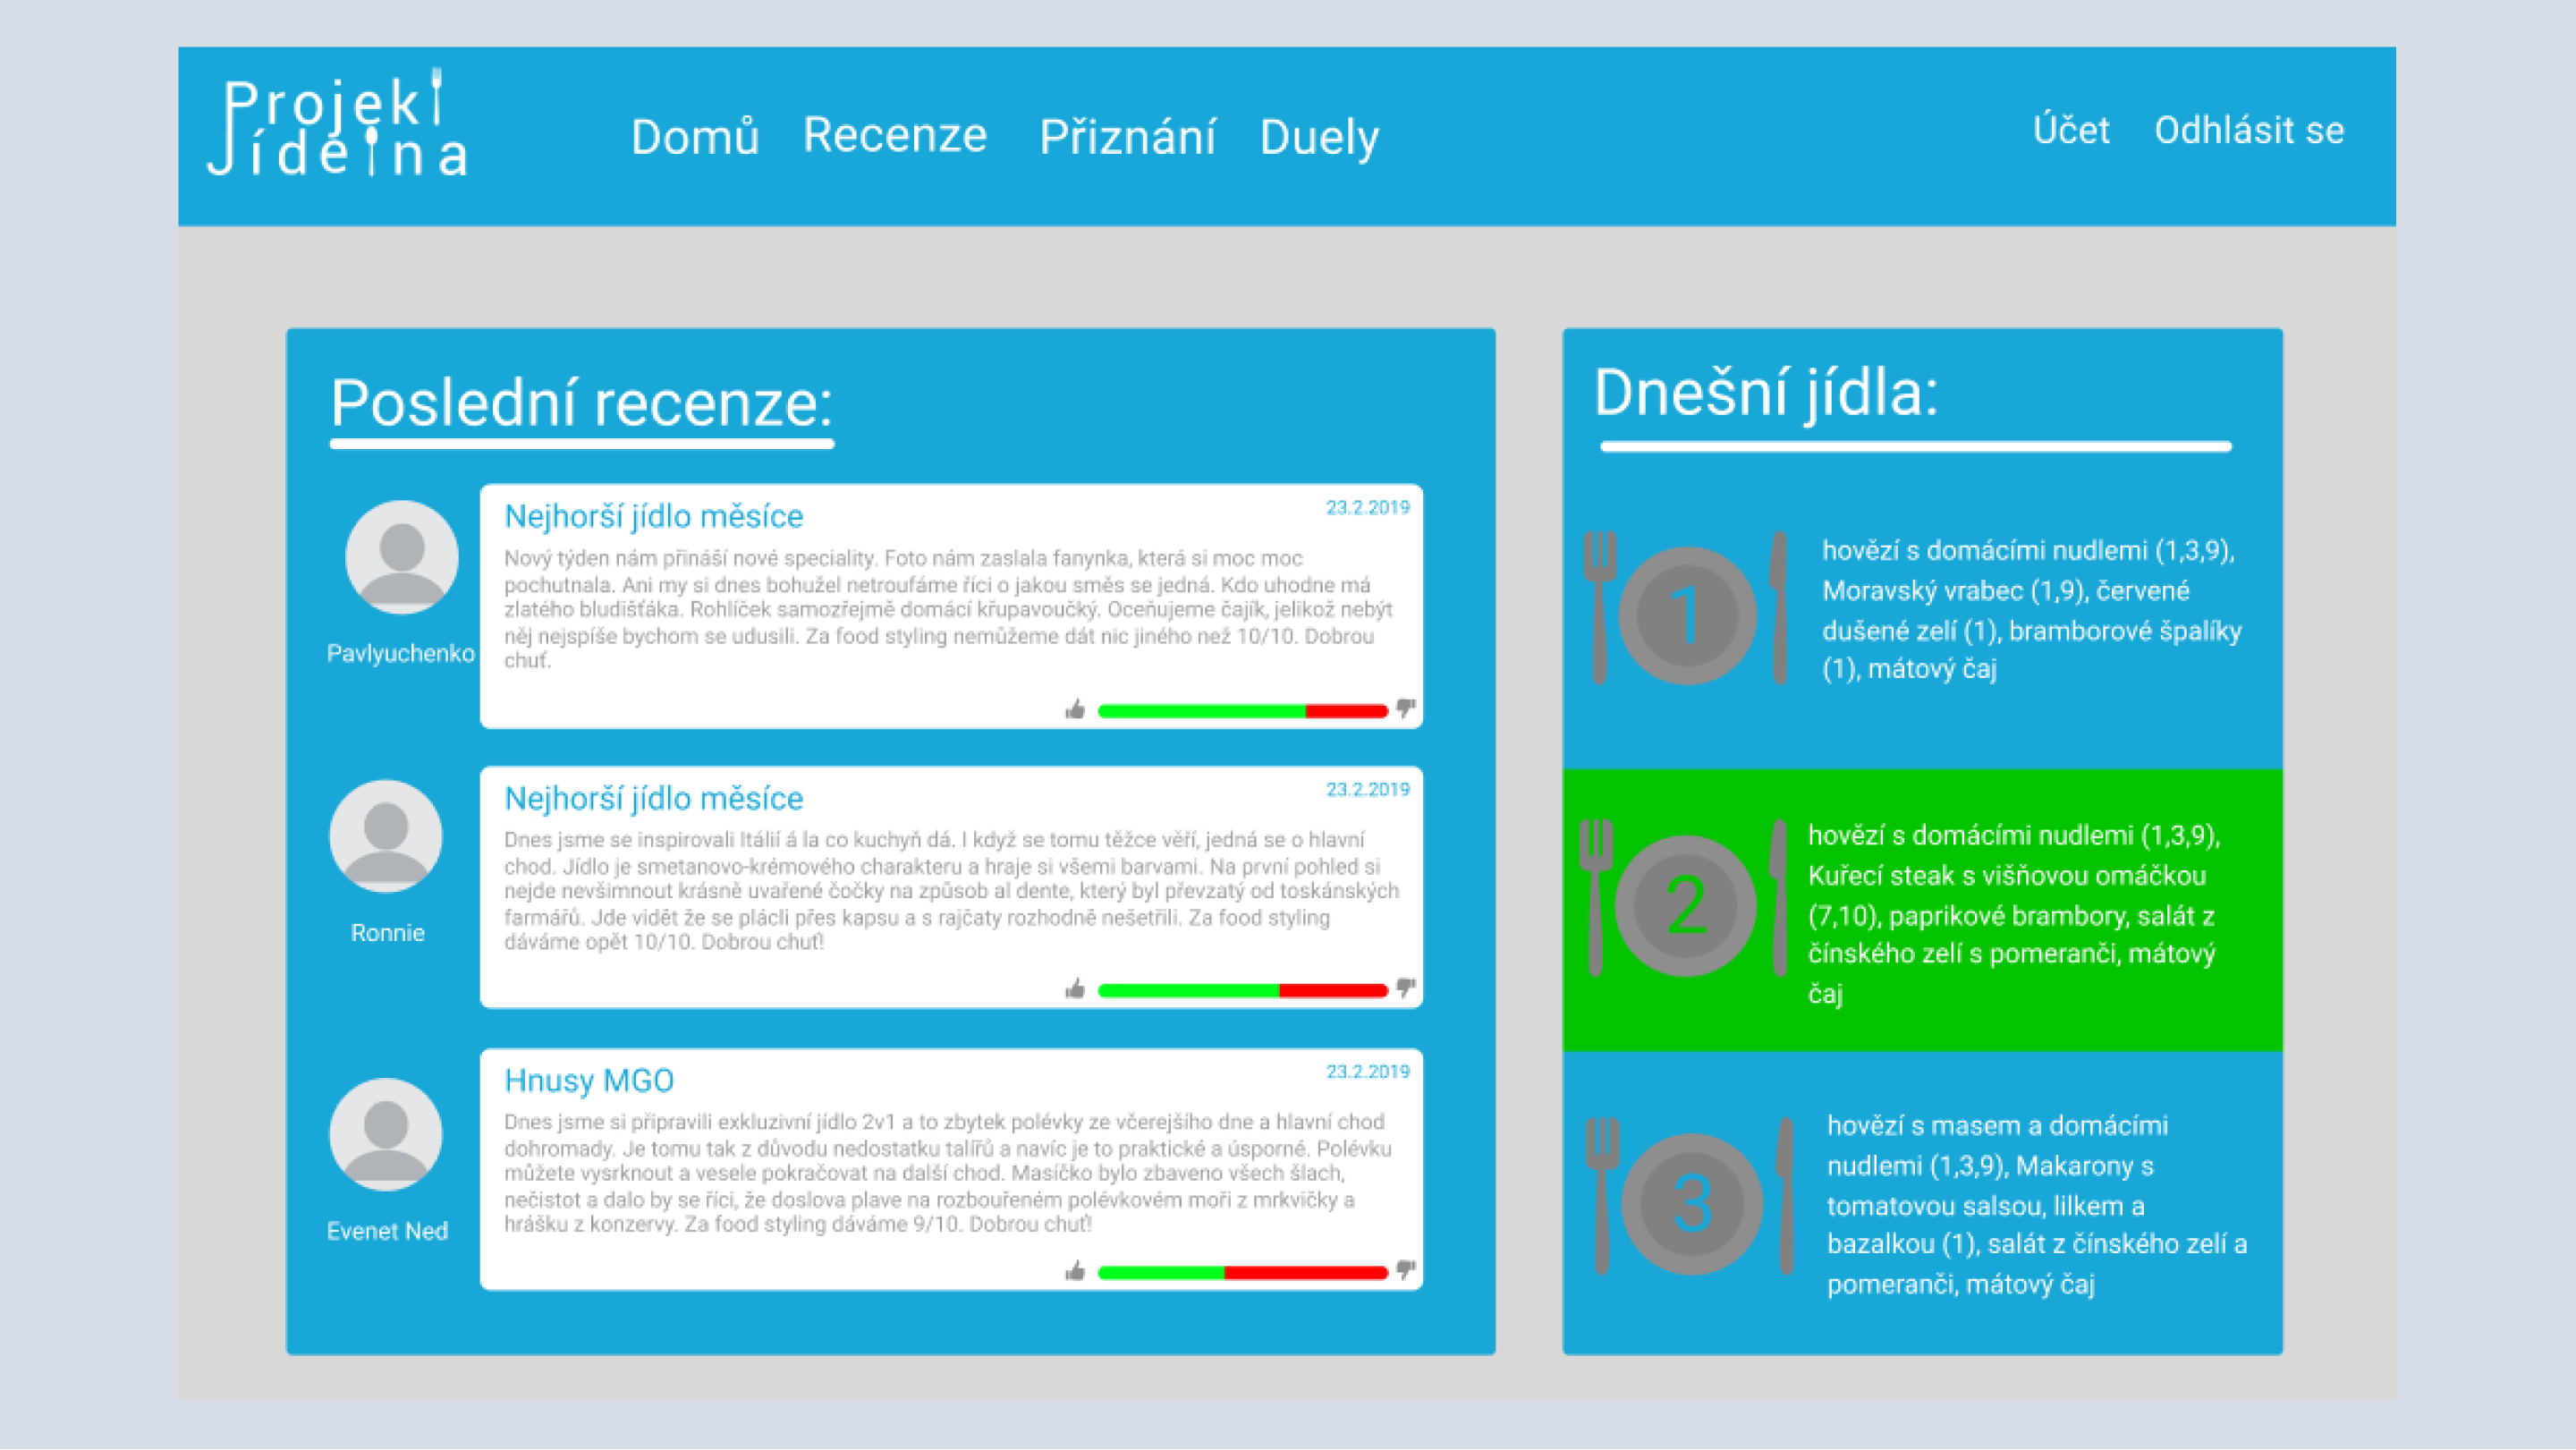 Projekt
Jídelna
Domů Recenze Přiznání Duely
Účet Odhlásit se
Poslední recenze:
Pavlyuchenko
Nejhorší jídlo měsíce
23.2.2019
Nový týden nám přináší nové speciality. Foto nám zaslala fanynka, která si moc moc
pochutnala. Ani my si dnes bohužel netroufáme říci o jakou směs se jedná. Kdo uhodne má
zlatého bludišťáka. Rohlíček samozřejmě domácí křupavoučký. Oceňujeme čajík, jelikož nebýt
něj nejspíše bychom se udusili. Za food styling nemůžeme dát nic jiného než 10/10. Dobrou
chuť.
Ronnie
Nejhorší jídlo měsíce
23.2.2019
Dnes jsme se inspirovali Itálií á la co kuchyň dá. I když se tomu těžce věří, jedná se o hlavní
chod. Jídlo je smetanovo-krémového charakteru a hraje si všemi barvami. Na první pohled si
nejde nevšimnout krásně uvařené čočky na způsob al dente, který byl převzatý od toskánských
farmářů. Jde vidět že se plácli přes kapsu a s rajčaty rozhodně nešetřili. Za food styling
dáváme opět 10/10. Dobrou chuť!
Evenet Ned
Hnusy MGO
23.2.2019
Dnes jsme si připravili exkluzivní jídlo 2v1 a to zbytek polévky ze včerejšího dne a hlavní chod
dohromady. Je tomu tak z důvodu nedostatku talířů a navíc je to praktické a úsporné. Polévku
můžete vysrknout a vesele pokračovat na další chod. Masíčko bylo zbaveno všech šlach,
nečistot a dalo by se říci, že doslova plave na rozbouřeném polévkovém moři z mrkvičky a
hrášku z konzervy. Za food styling dáváme 9/10. Dobrou chuť!
Dnešní jídla:
1
hovězí s domácími nudlemi (1,3,9),
Moravský vrabec (1,9), červené
dušené zelí (1), bramborové špalíky
(1), mátový čaj
2
hovězí s domácími nudlemi (1,3,9),
Kuřecí steak s višňovou omáčkou
(7,10), paprikové brambory, salát z
čínského zelí s pomeranči, mátový
čaj
3
hovězí s masem a domácími
nudlemi (1,3,9), Makarony s
tomatovou salsou, lilkem a
bazalkou (1), salát z čínského zelí a
pomeranči, mátový čaj